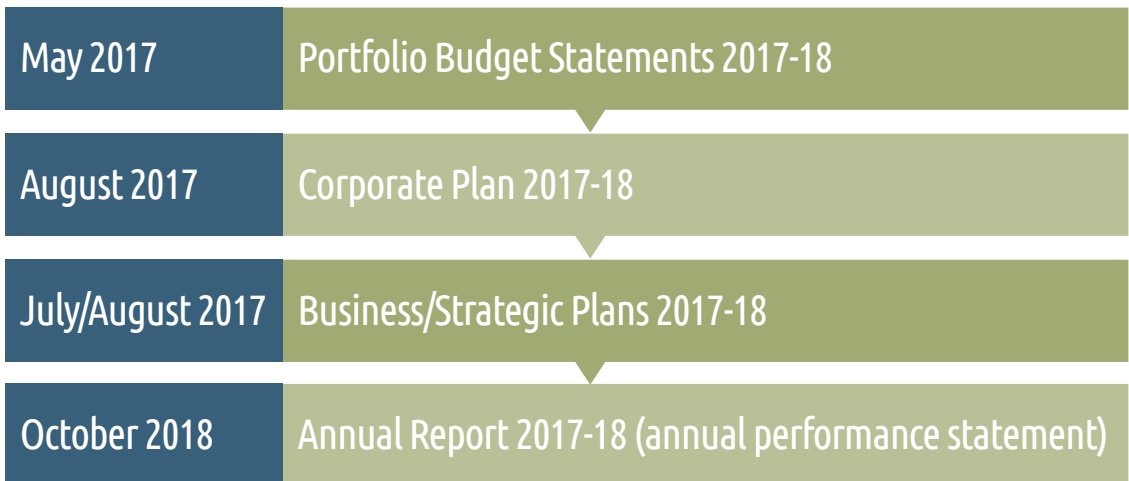 May 2017 Portfolio Budget Statements 2017-18
August 2017 Corporate Plan 2017-18
July/August 2017 Business/Strategic Plans 2017-18
October 2018 Annual Report 2017-18 (annual performance statement)